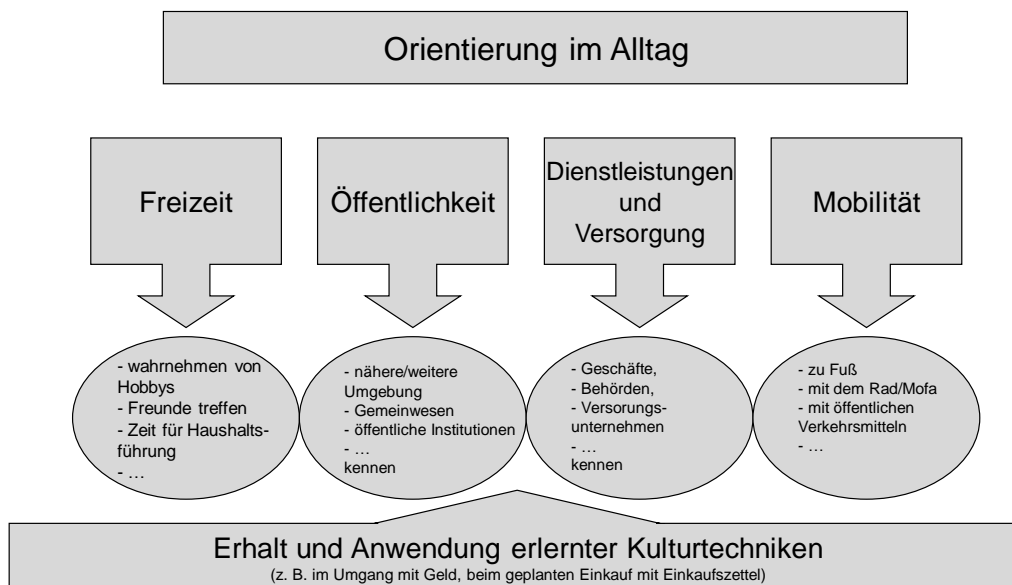 Orientierung im Alltag
Freizeit
Öffentlichkeit
Dienstleistungen
und
Versorgung
Mobilität
- wahrnehmen von
Hobbys
- Freunde treffen
- Zeit für Haushalts-
führung
- ...
- nähere/weitere
Umgebung
- Gemeinwesen
- öffentliche Institutionen
- ...
kennen
- Geschäfte,
- Behörden,
- Versorungs-
unternehmen
- ...
kennen
- zu Fuß
- mit dem Rad/Mofa
- mit öffentlichen
Verkehrsmitteln
- ...
Erhalt und Anwendung erlernter Kulturtechniken
(z. B. im Umgang mit Geld, beim geplanten Einkauf mit Einkaufszettel)